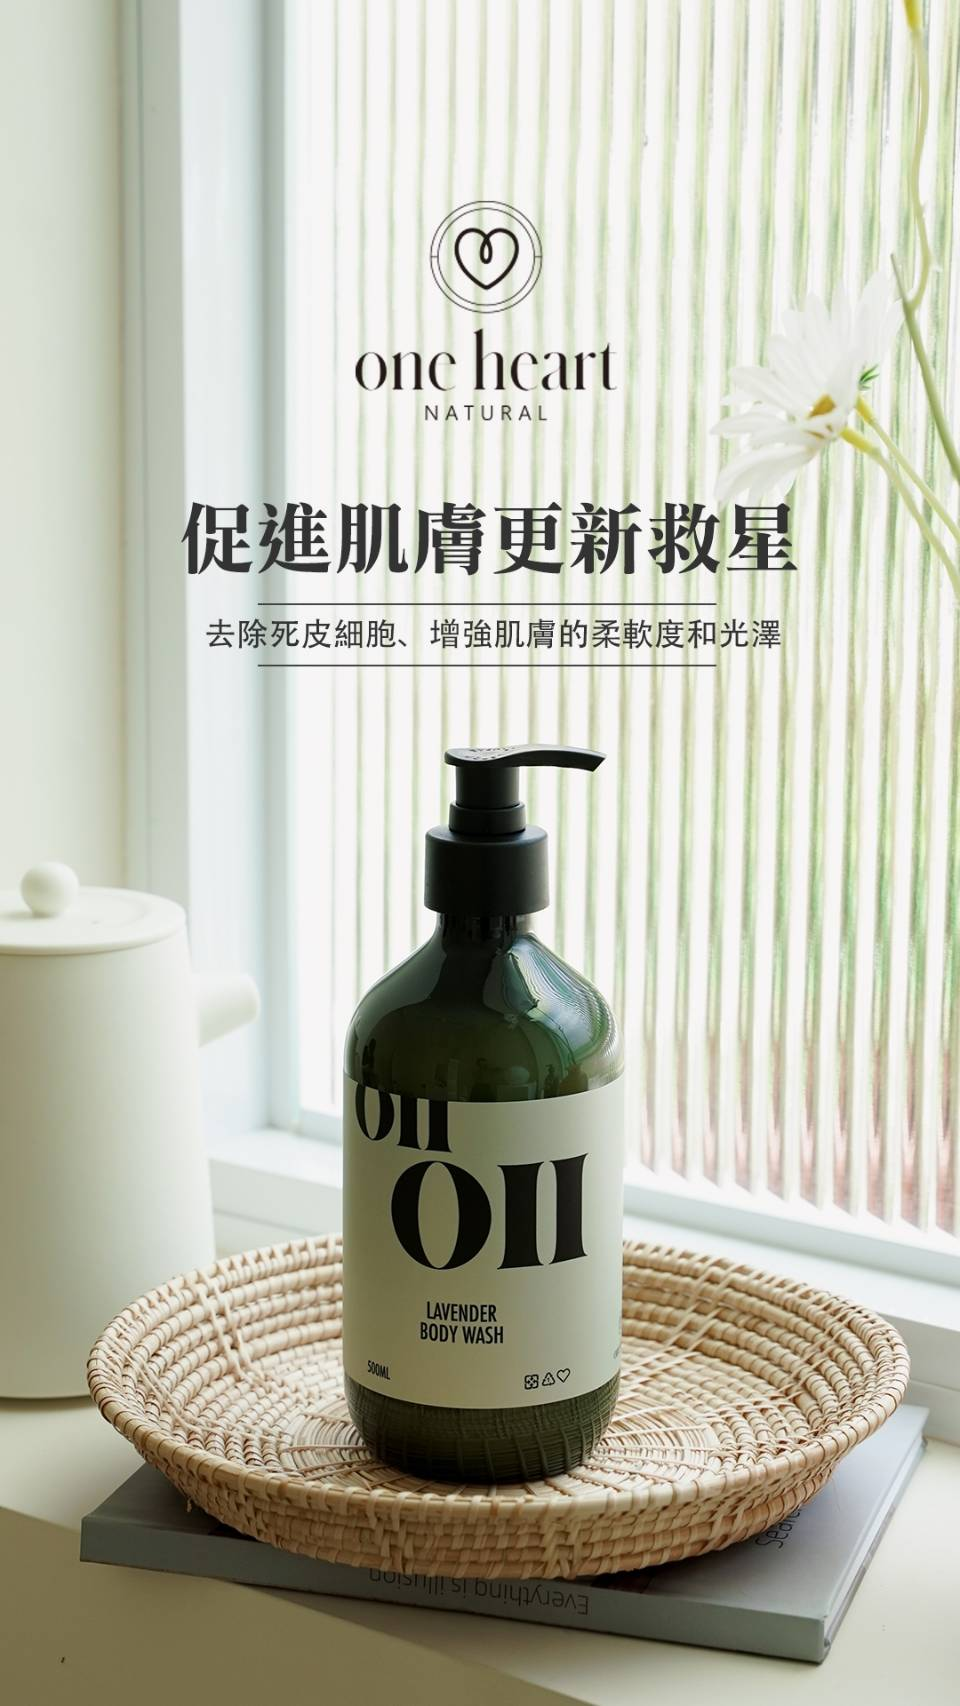 one heart
NATURAL
促進肌膚更新救星
去除死皮細胞、增強肌膚的柔軟度和光澤
on
on
LAVENDER
BODY WASH
500ML
Everything is illusion